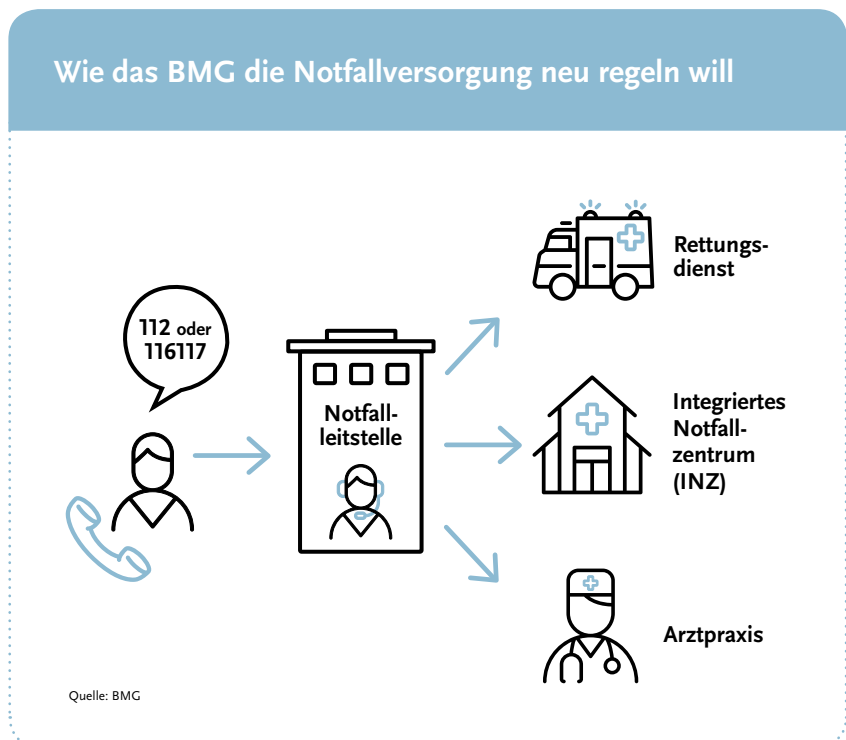 Wie das BMG die Notfallversorgung neu regeln will
112 oder
116117
Notfall-
leitstelle
Rettungs-
dienst
Integriertes
Notfall-
zentrum
(INZ)
Arztpraxis
Quelle: BMG